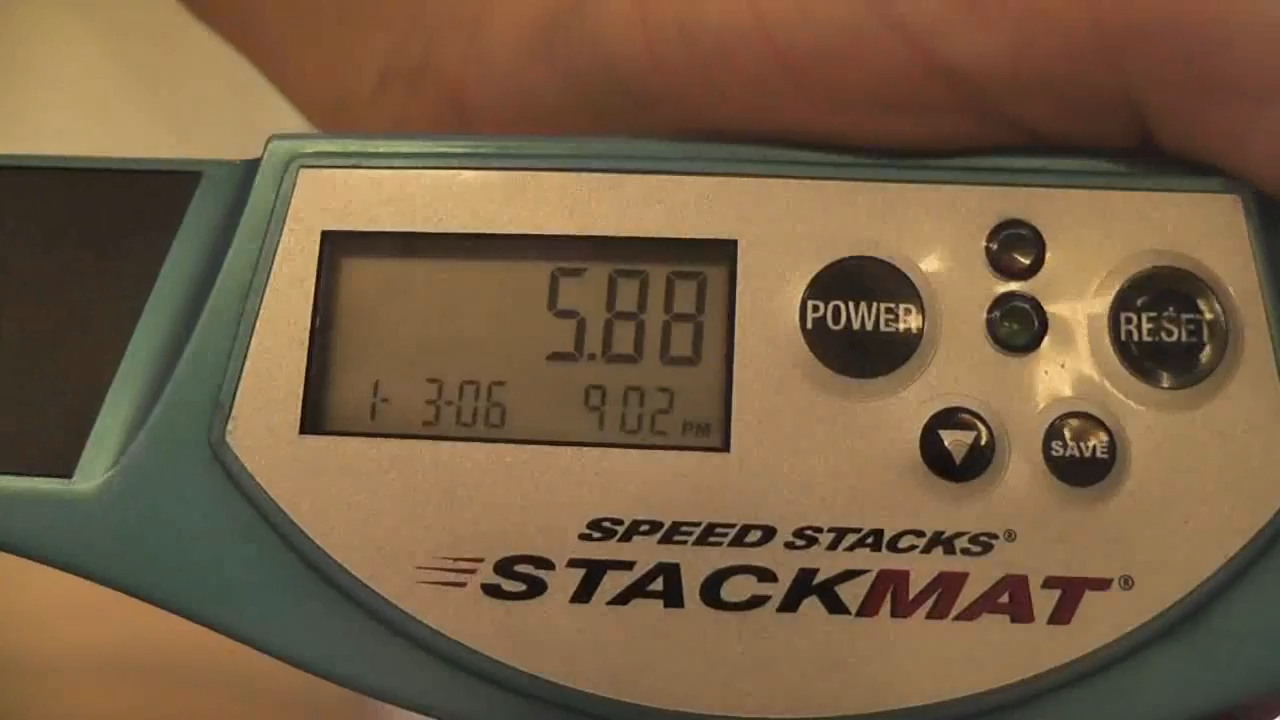 5.88
1- 3-06 9 02 PM
POWER
RESET
SAVE
SPEED STACKS®
STACKMAT®